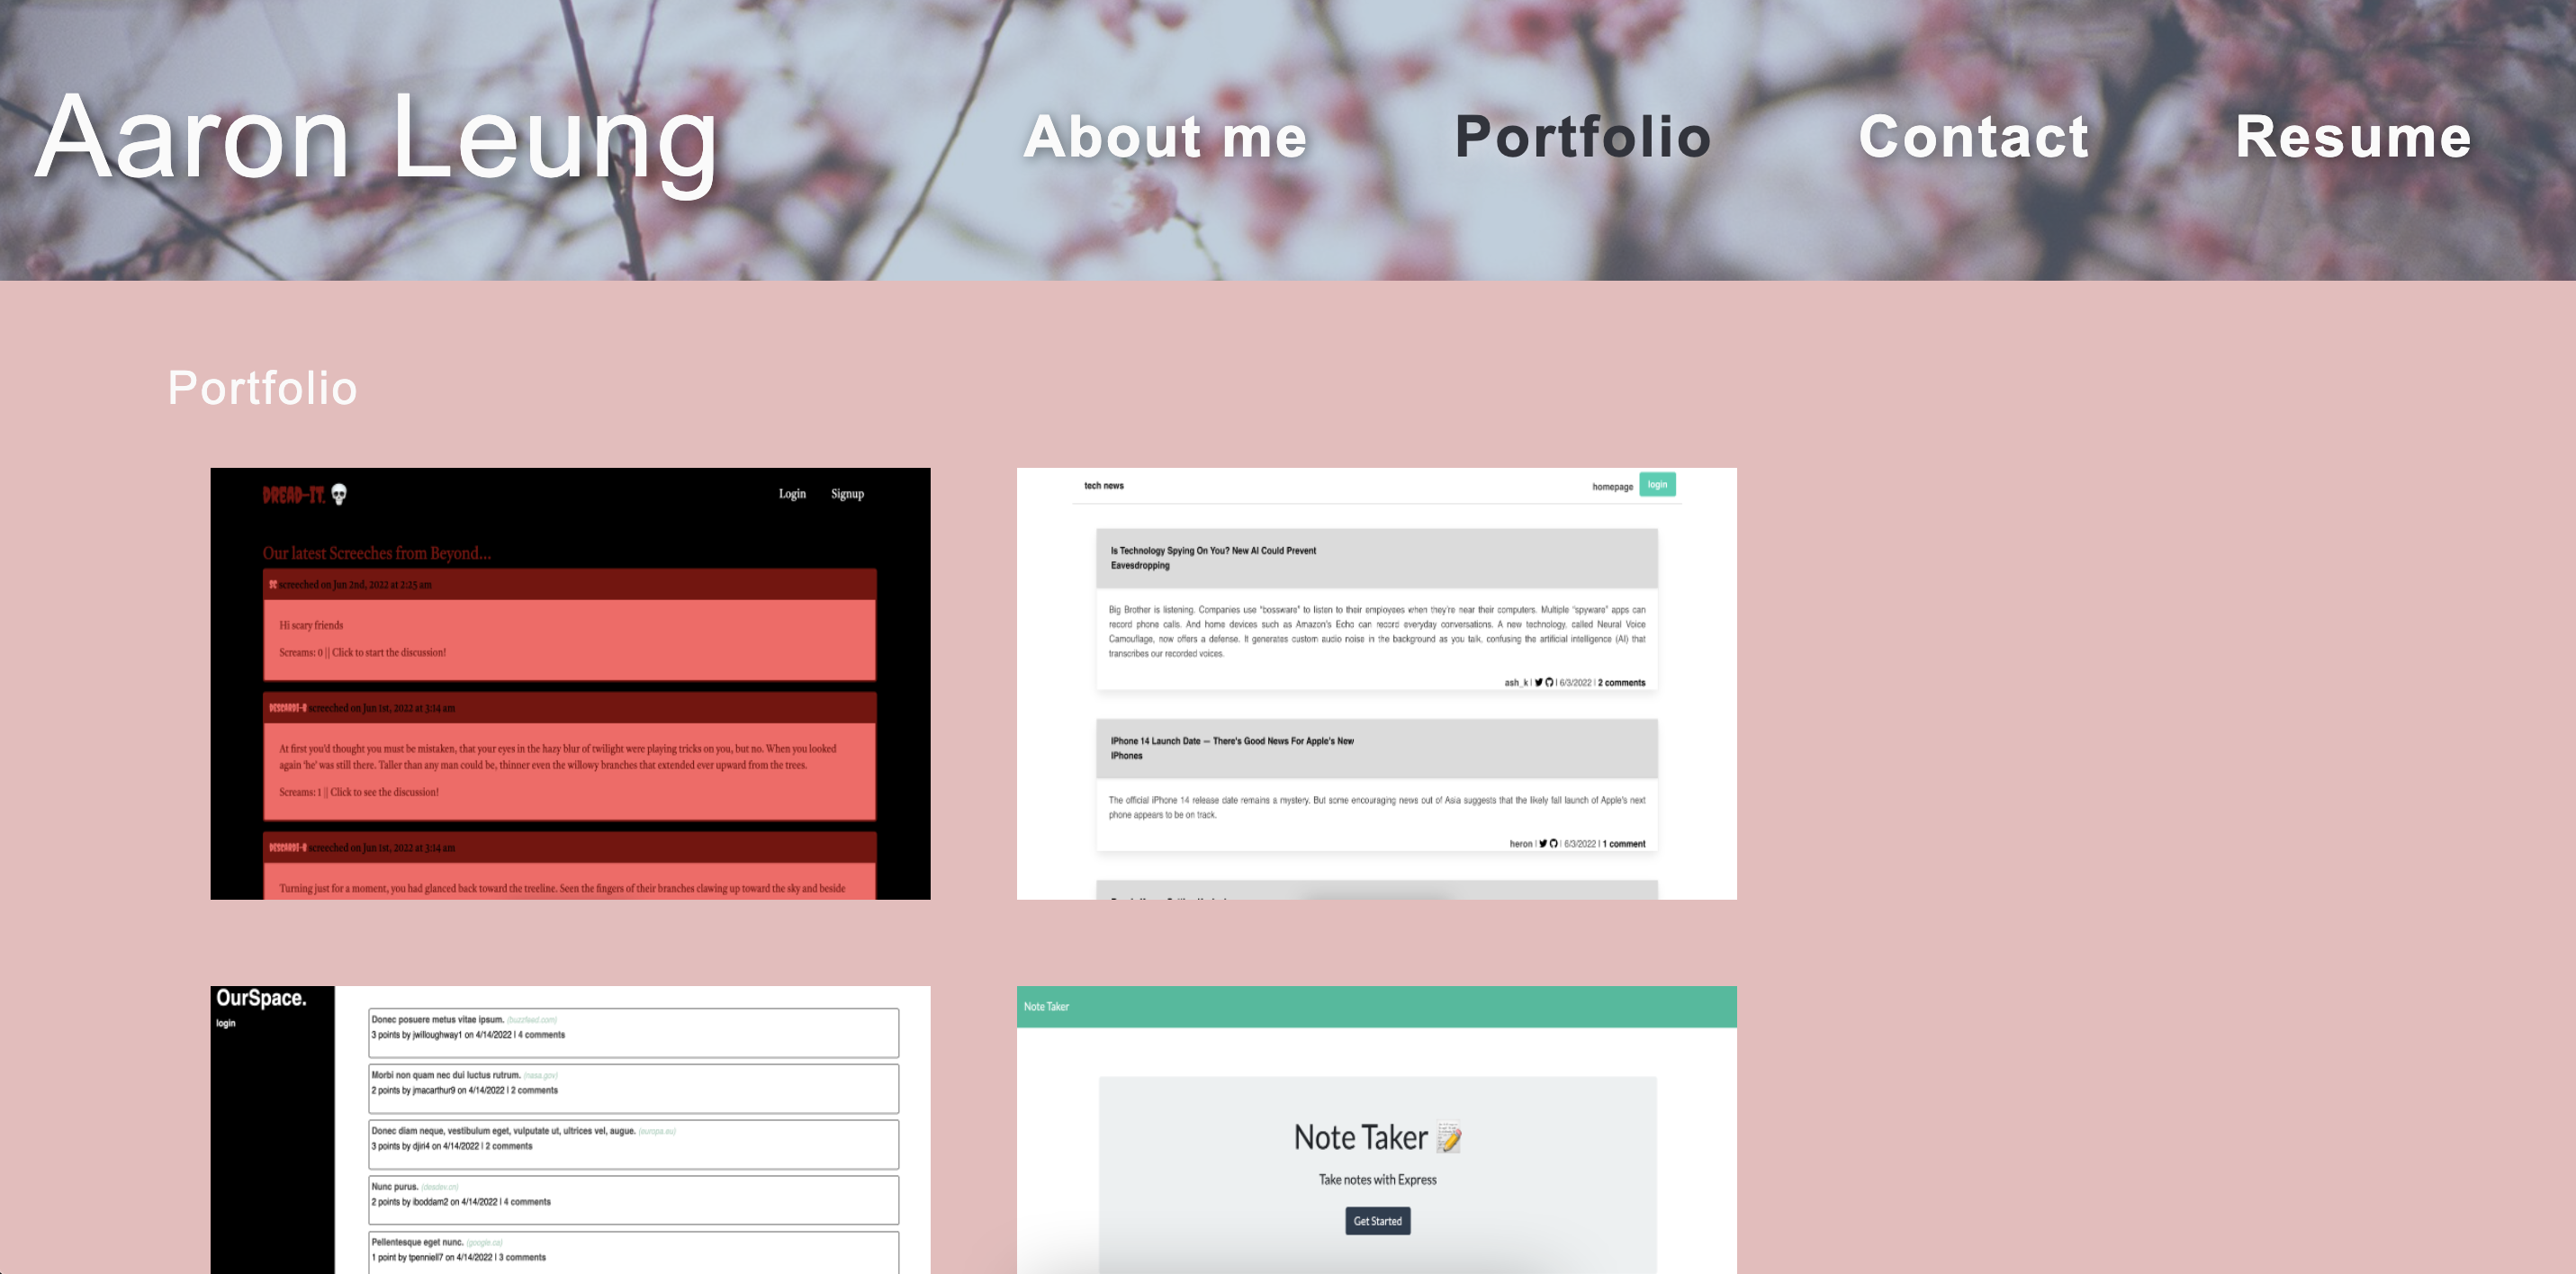 Aaron Leung
About me
Portfolio
Contact
Resume
Portfolio
DREAD-IT.
Login
Signup
Our latest Screeches from Beyond...
screeched on Jun 2nd, 2022 at 2:25 am
Hi scary friends
Screams: 0 || Click to start the discussion!
screeched on Jun 1st, 2022 at 3:14 am
At first you'd thought you must be mistaken, that your eyes in the hazy blur of twilight were playing tricks on you, but no. When you looked
again 'he' was still there. Taller than any man could be, thinner even the willowy branches that extended ever upward from the trees.
Screams: 1 || Click to see the discussion!
screeched on Jun 1st, 2022 at 3:14 am
Turning just for a moment, you had glanced back toward the treeline. Seen the fingers of their branches clawing up toward the sky and beside
tech news
homepage
login
Is Technology Spying On You? New AI Could Prevent
Eavesdropping
Big Brother is listening. Companies use "bossware" to listen to their employees when they're near their computers. Multiple "spyware" apps can
record phone calls. And home devices such as Amazon's Echo can record everyday conversations. A new technology, called Neural Voice
Camouflage, now offers a defense. It generates custom audio noise in the background as you talk, confusing the artificial intelligence (AI) that
transcribes our recorded voices.
ash_k | | 6/3/2022 | 2 comments
IPhone 14 Launch Date — There's Good News For Apple's New
IPhones
The official iPhone 14 release date remains a mystery. But some encouraging news out of Asia suggests that the likely fall launch of Apple's next
phone appears to be on track.
heron | | 6/3/2022 | 1 comment
OurSpace.
login
Donec posuere metus vitae ipsum. (buzzfeed.com)
3 points by jwilloughway1 on 4/14/2022 | 4 comments
Morbi non quam nec dui luctus rutrum. (nasa.gov)
2 points by jmacarthur9 on 4/14/2022 | 2 comments
Donec diam neque, vestibulum eget, vulputate ut, ultrices vel, augue. (europa.eu)
3 points by djiri4 on 4/14/2022 | 2 comments
Nunc purus. (desdev.cn)
2 points by iboddam2 on 4/14/2022 | 4 comments
Pellentesque eget nunc. (google.ca)
1 point by tpenniell7 on 4/14/2022 | 3 comments
Note Taker
Note Taker
Take notes with Express
Get Started